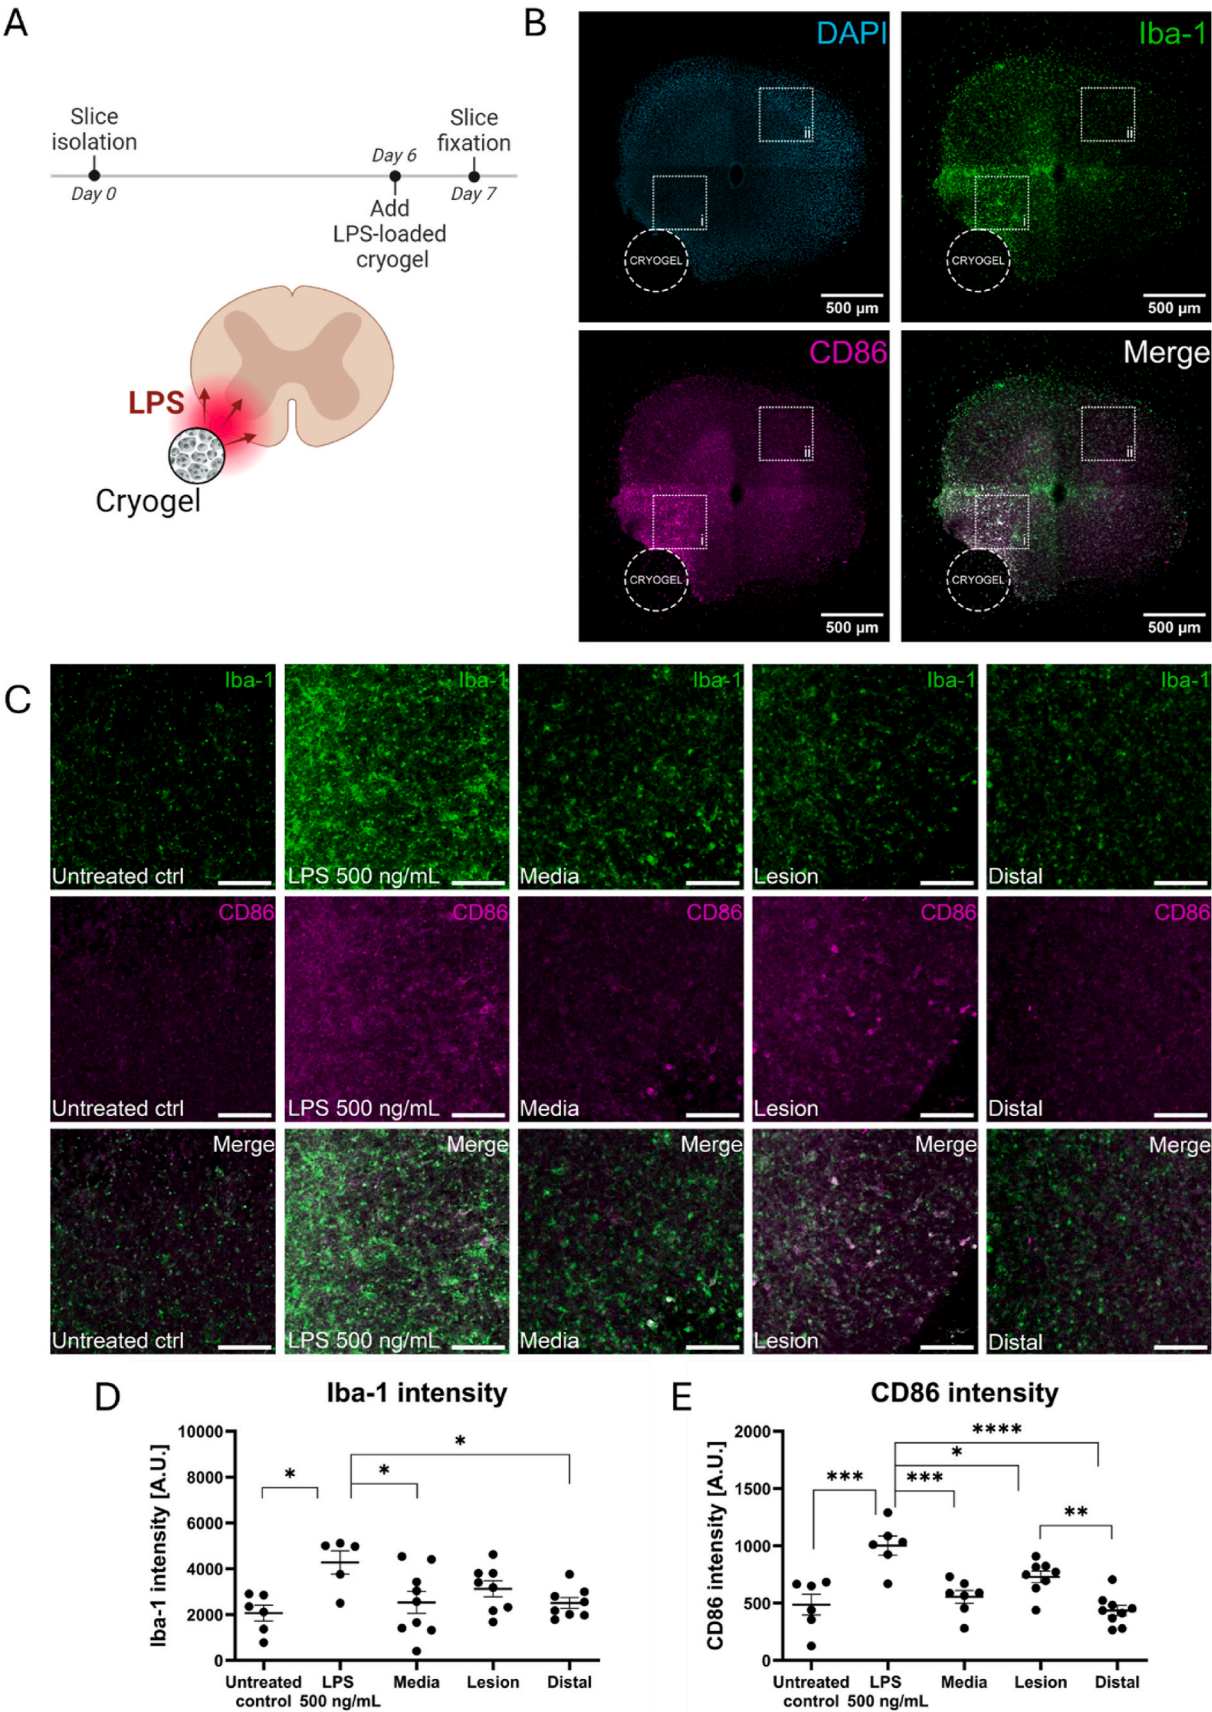 A
Slice
isolation
Day 0
Day 6
Add
LPS-loaded
cryogel
Slice
fixation
Day 7
LPS
Cryogel
B
DAPI
ii
i
CRYOGEL
500 µm
Iba-1
ii
i
CRYOGEL
500 µm
CD86
ii
i
CRYOGEL
500 µm
Merge
ii
i
CRYOGEL
500 µm
C
Iba-1
Untreated ctrl
Iba-1
LPS 500 ng/mL
Iba-1
Media
Iba-1
Lesion
Iba-1
Distal
CD86
Untreated ctrl
CD86
LPS 500 ng/mL
CD86
Media
CD86
Lesion
CD86
Distal
Merge
Untreated ctrl
Merge
LPS 500 ng/mL
Merge
Media
Merge
Lesion
Merge
Distal
D
Iba-1 intensity
Iba-1 intensity [A.U.]
10000
8000
6000
4000
2000
0
*
*
*
Untreated
control
LPS
500 ng/mL
Media
Lesion
Distal
E
CD86 intensity
CD86 intensity [A.U.]
2000
1500
1000
500
0
****
*
***
***
**
Untreated
control
LPS
500 ng/mL
Media
Lesion
Distal